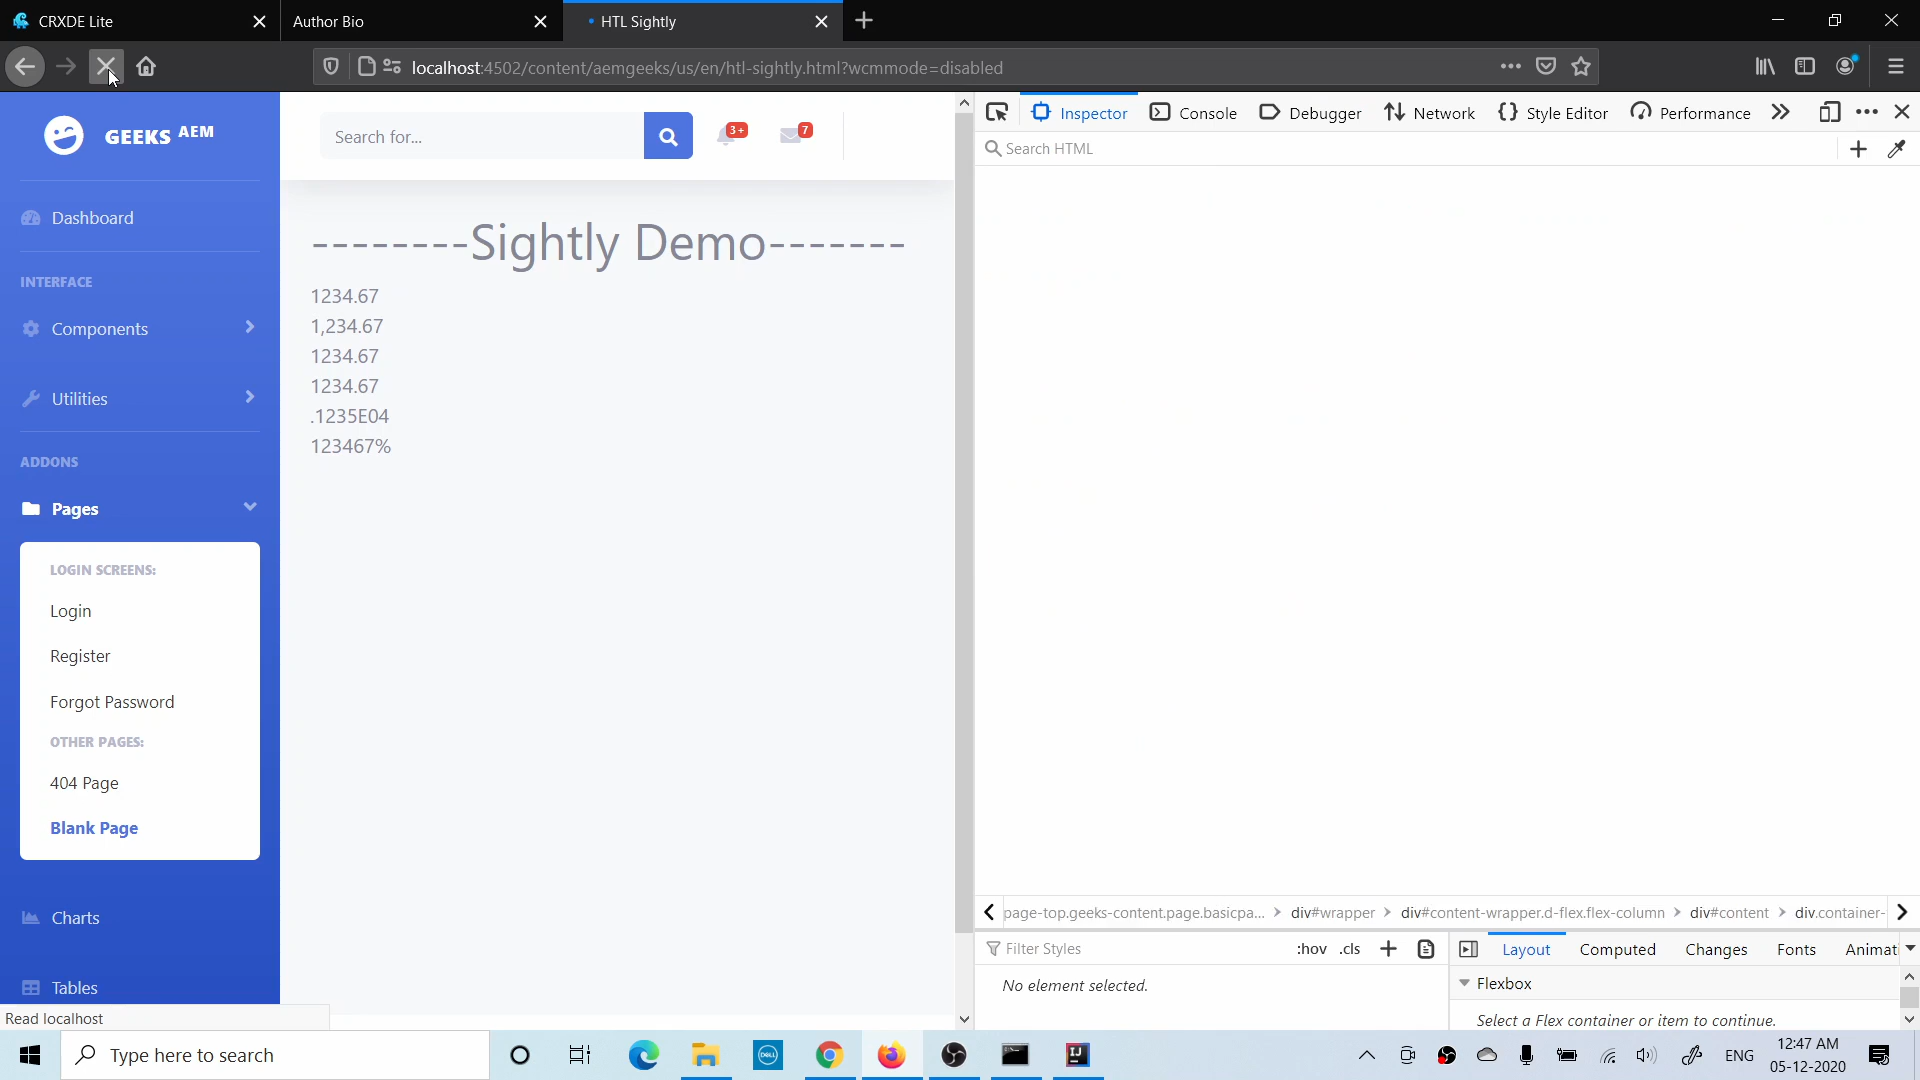 CRXDE Lite
Author Bio
HTL Sightly
localhost:4502/content/aemgeeks/us/en/htl-sightly.html?wcmmode=disabled
GEEKS AEM
Dashboard
INTERFACE
Components
Utilities
ADDONS
Pages
LOGIN SCREENS:
Login
Register
Forgot Password
OTHER PAGES:
404 Page
Blank Page
Charts
Tables
Read localhost
Search for...
3+
7
--------Sightly Demo-------
1234.67
1,234.67
1234.67
1234.67
.1235E04
123467%
Inspector
Console
Debugger
Network
Style Editor
Performance
Search HTML
page-top.geeks-content.page.basicpa... > div#wrapper > div#content-wrapper.d-flex.flex-column > div#content > div.container-
Filter Styles
:hov .cls
No element selected.
Layout
Computed
Changes
Fonts
Animati
Flexbox
Select a Flex container or item to continue.
Type here to search
DELL
IJ
ENG
12:47 AM
05-12-2020